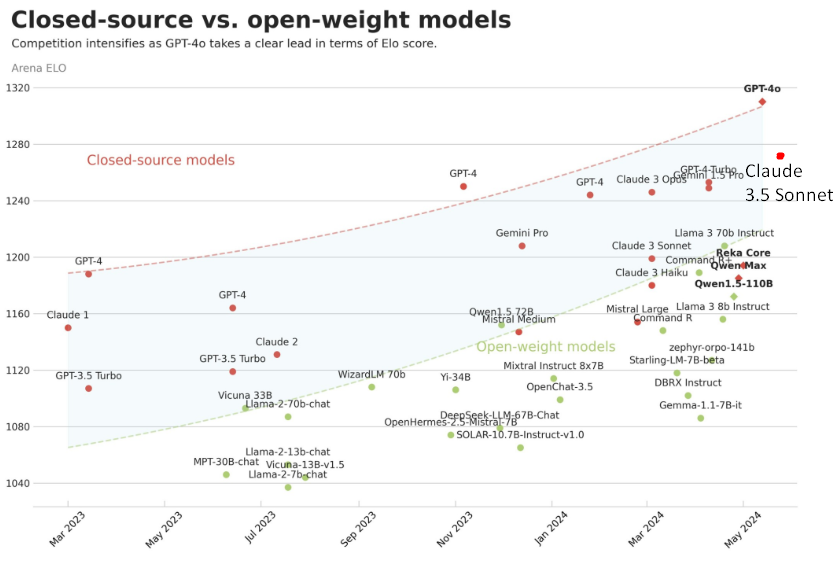 Closed-source vs. open-weight models
Competition intensifies as GPT-4o takes a clear lead in terms of Elo score.
Arena ELO
1320
GPT-4o
1280
Closed-source models
GPT-4
GPT-4
Claude 3 Opus
GPT-4-Turbo
Gemini 1.5 Pro
Claude
3.5 Sonnet
1240
Gemini Pro
Llama 3 70b Instruct
Claude 3 Sonnet
Reka Core
Command R+
Qwen-Max
1200
GPT-4
Claude 3 Haiku
Qwen1.5-110B
GPT-4
Qwen1.5 72B
Mistral Medium
Mistral Large
Command R
Llama 3 8b Instruct
1160
Claude 1
Claude 2
Open-weight models
zephyr-orpo-141b
GPT-3.5 Turbo
Starling-LM-7B-beta
1120
GPT-3.5 Turbo
WizardLM 70b
Yi-34B
Mixtral Instruct 8x7B
OpenChat-3.5
DBRX Instruct
Vicuna 33B
Llama-2-70b-chat
Gemma-1.1-7B-it
DeepSeek-LLM-67B-Chat
OpenHermes-2.5-Mistral-7B
SOLAR-10.7B-Instruct-v1.0
1080
Llama-2-13b-chat
MPT-30B-chat
Vicuna-13B-v1.5
Llama-2-7b-chat
1040
Mar 2023
May 2023
Jul 2023
Sep 2023
Nov 2023
Jan 2024
Mar 2024
May 2024